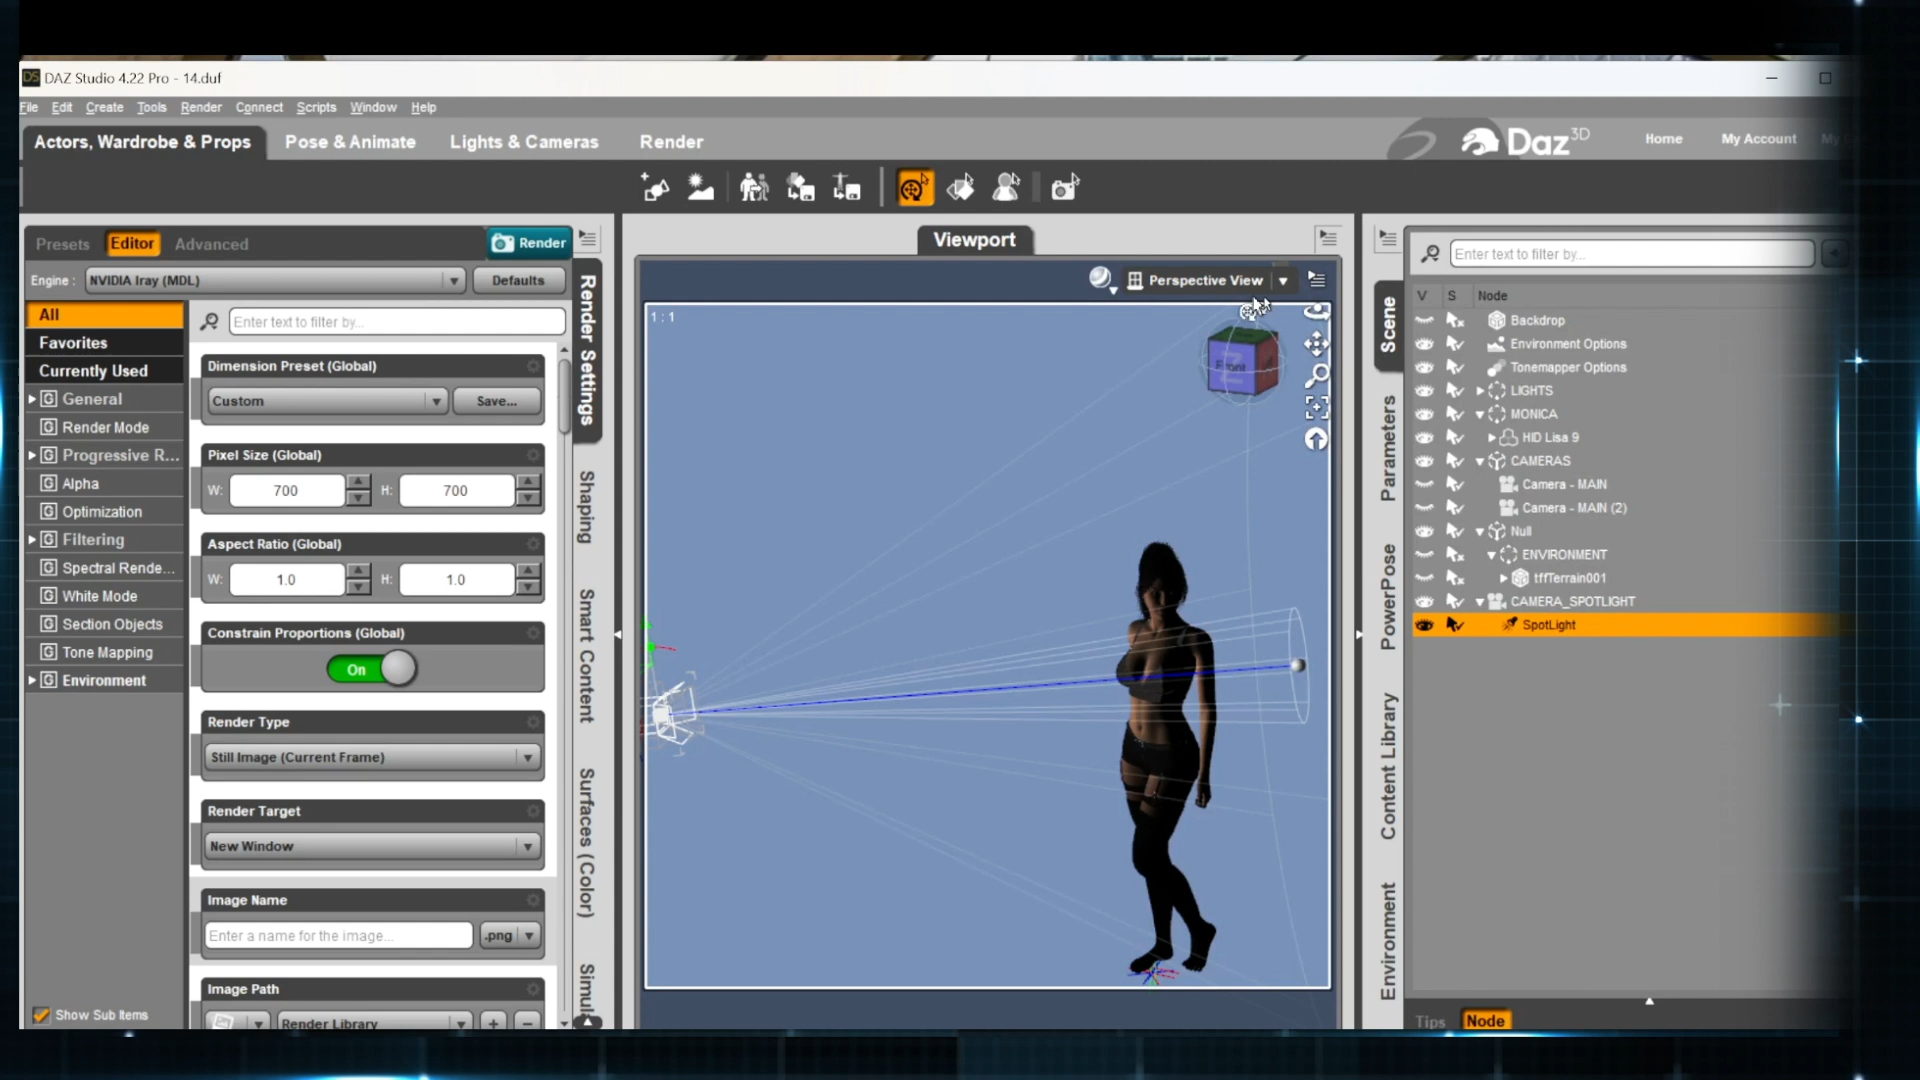 DS DAZ Studio 4.22 Pro - 14.duf
File Edit Create Tools Render Connect Scripts Window Help
Actors, Wardrobe & Props Pose & Animate Lights & Cameras Render
Daz 3D Home My Account My
Presets Editor Advanced Render
Engine : NVIDIA Iray (MDL) Defaults
All
Favorites
Currently Used
General
Render Mode
Progressive R...
Alpha
Optimization
Filtering
Spectral Rende...
White Mode
Section Objects
Tone Mapping
Environment
Show Sub Items
Enter text to filter by...
Dimension Preset (Global)
Custom Save...
Pixel Size (Global)
W: 700 H: 700
Aspect Ratio (Global)
W: 1.0 H: 1.0
Constrain Proportions (Global)
On
Render Type
Still Image (Current Frame)
Render Target
New Window
Image Name
Enter a name for the image... .png
Image Path
Render Library
Render Settings
Shaping
Smart Content
Surfaces (Color)
Simul
Viewport
Perspective View
1 : 1
Front
Scene
Parameters
PowerPose
Content Library
Environment
Enter text to filter by...
V S Node
Backdrop
Environment Options
Tonemapper Options
LIGHTS
MONICA
HID Lisa 9
CAMERAS
Camera - MAIN
Camera - MAIN (2)
Null
ENVIRONMENT
tffTerrain001
CAMERA_SPOTLIGHT
SpotLight
Tips Node